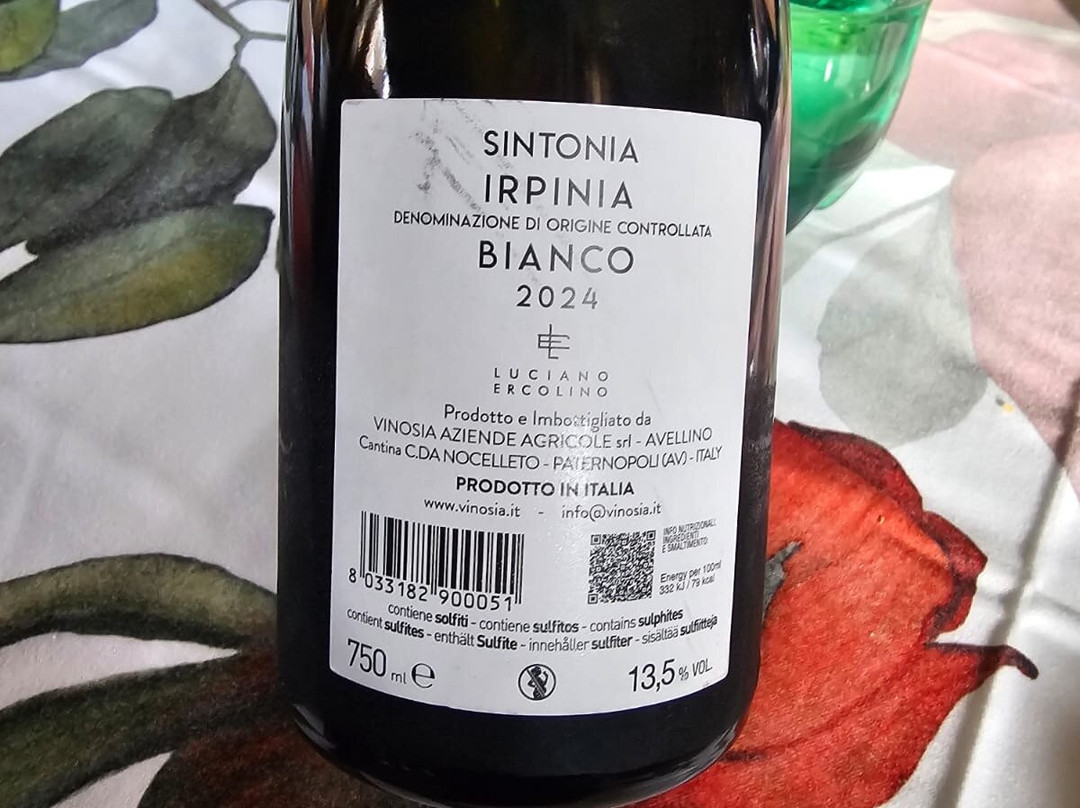 SINTONIA
IRPINIA
DENOMINAZIONE DI ORIGINE CONTROLLATA
BIANCO
2024
LUCIANO
ERCOLINO
Prodotto e Imbottigliato da
VINOSIA AZIENDE AGRICOLE srl - AVELLINO
Cantina C.DA NOCELLETO - PATERNOPOLI (AV) - ITALY
PRODOTTO IN ITALIA
www.vinosia.it - info@vinosia.it
INFO NUTRIZIONALI,
INGREDIENTI
E SMALTIMENTO:
Energy per 100ml
332 kJ / 79 kcal
8 033182 900051
contiene solfiti - contiene sulfitos - contains sulphites
contient sulfites - enthält Sulfite - innehåller sulfiter - sisältää sulfiitteja
750 ml e
13,5 % VOL.